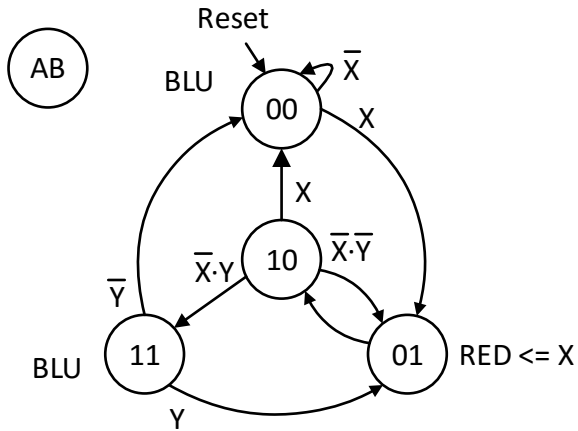 Reset
AB
BLU
X̅
00
X
X
10
X̅·Y
X̅·Y̅
Y̅
11
01
BLU
RED <= X
Y